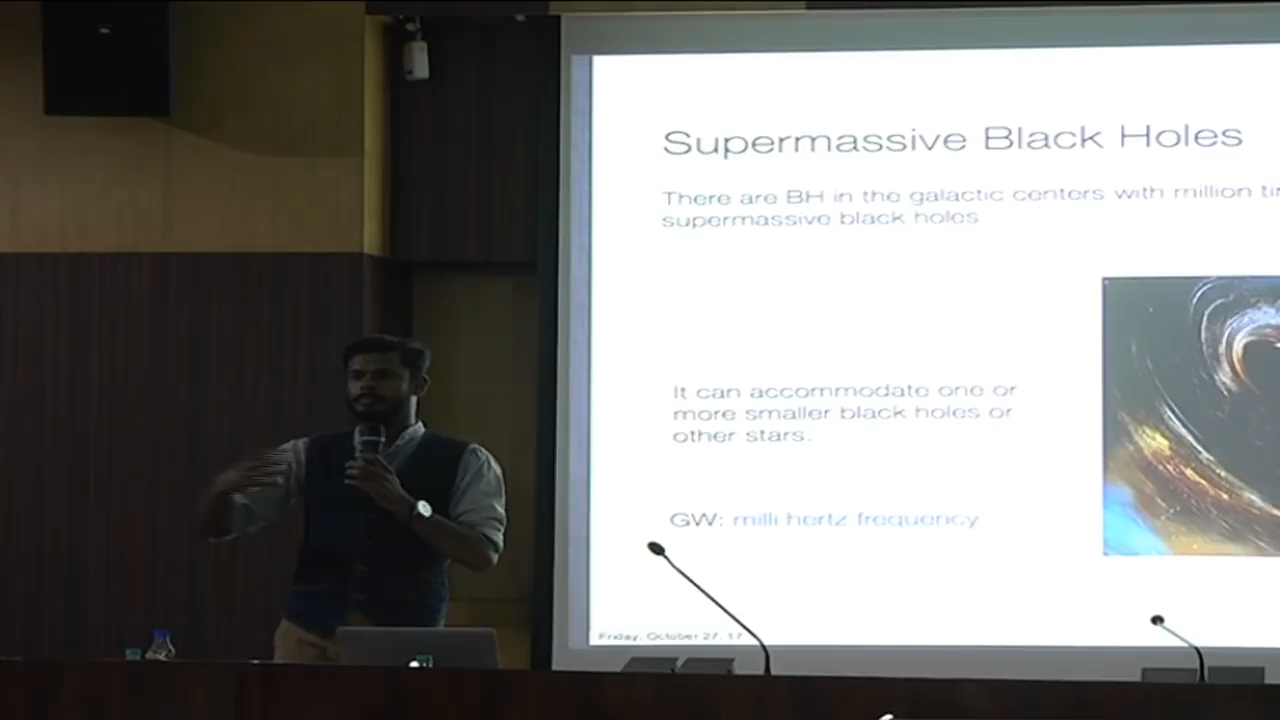 Supermassive Black Holes
There are BH in the galactic centers with million
supermassive black holes
It can accommodate one or
more smaller black holes or
other stars.
GW: milli hertz frequency
Friday, October 27, 17